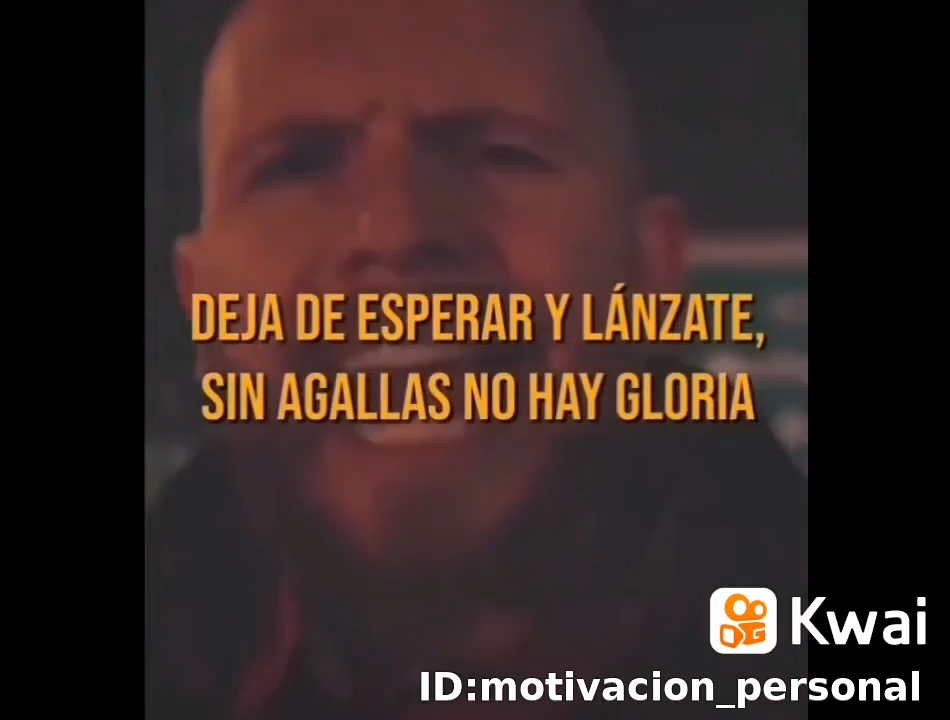 DEJA DE ESPERAR Y LÁNZATE,
SIN AGALLAS NO HAY GLORIA
Kwai
ID:motivacion_personal